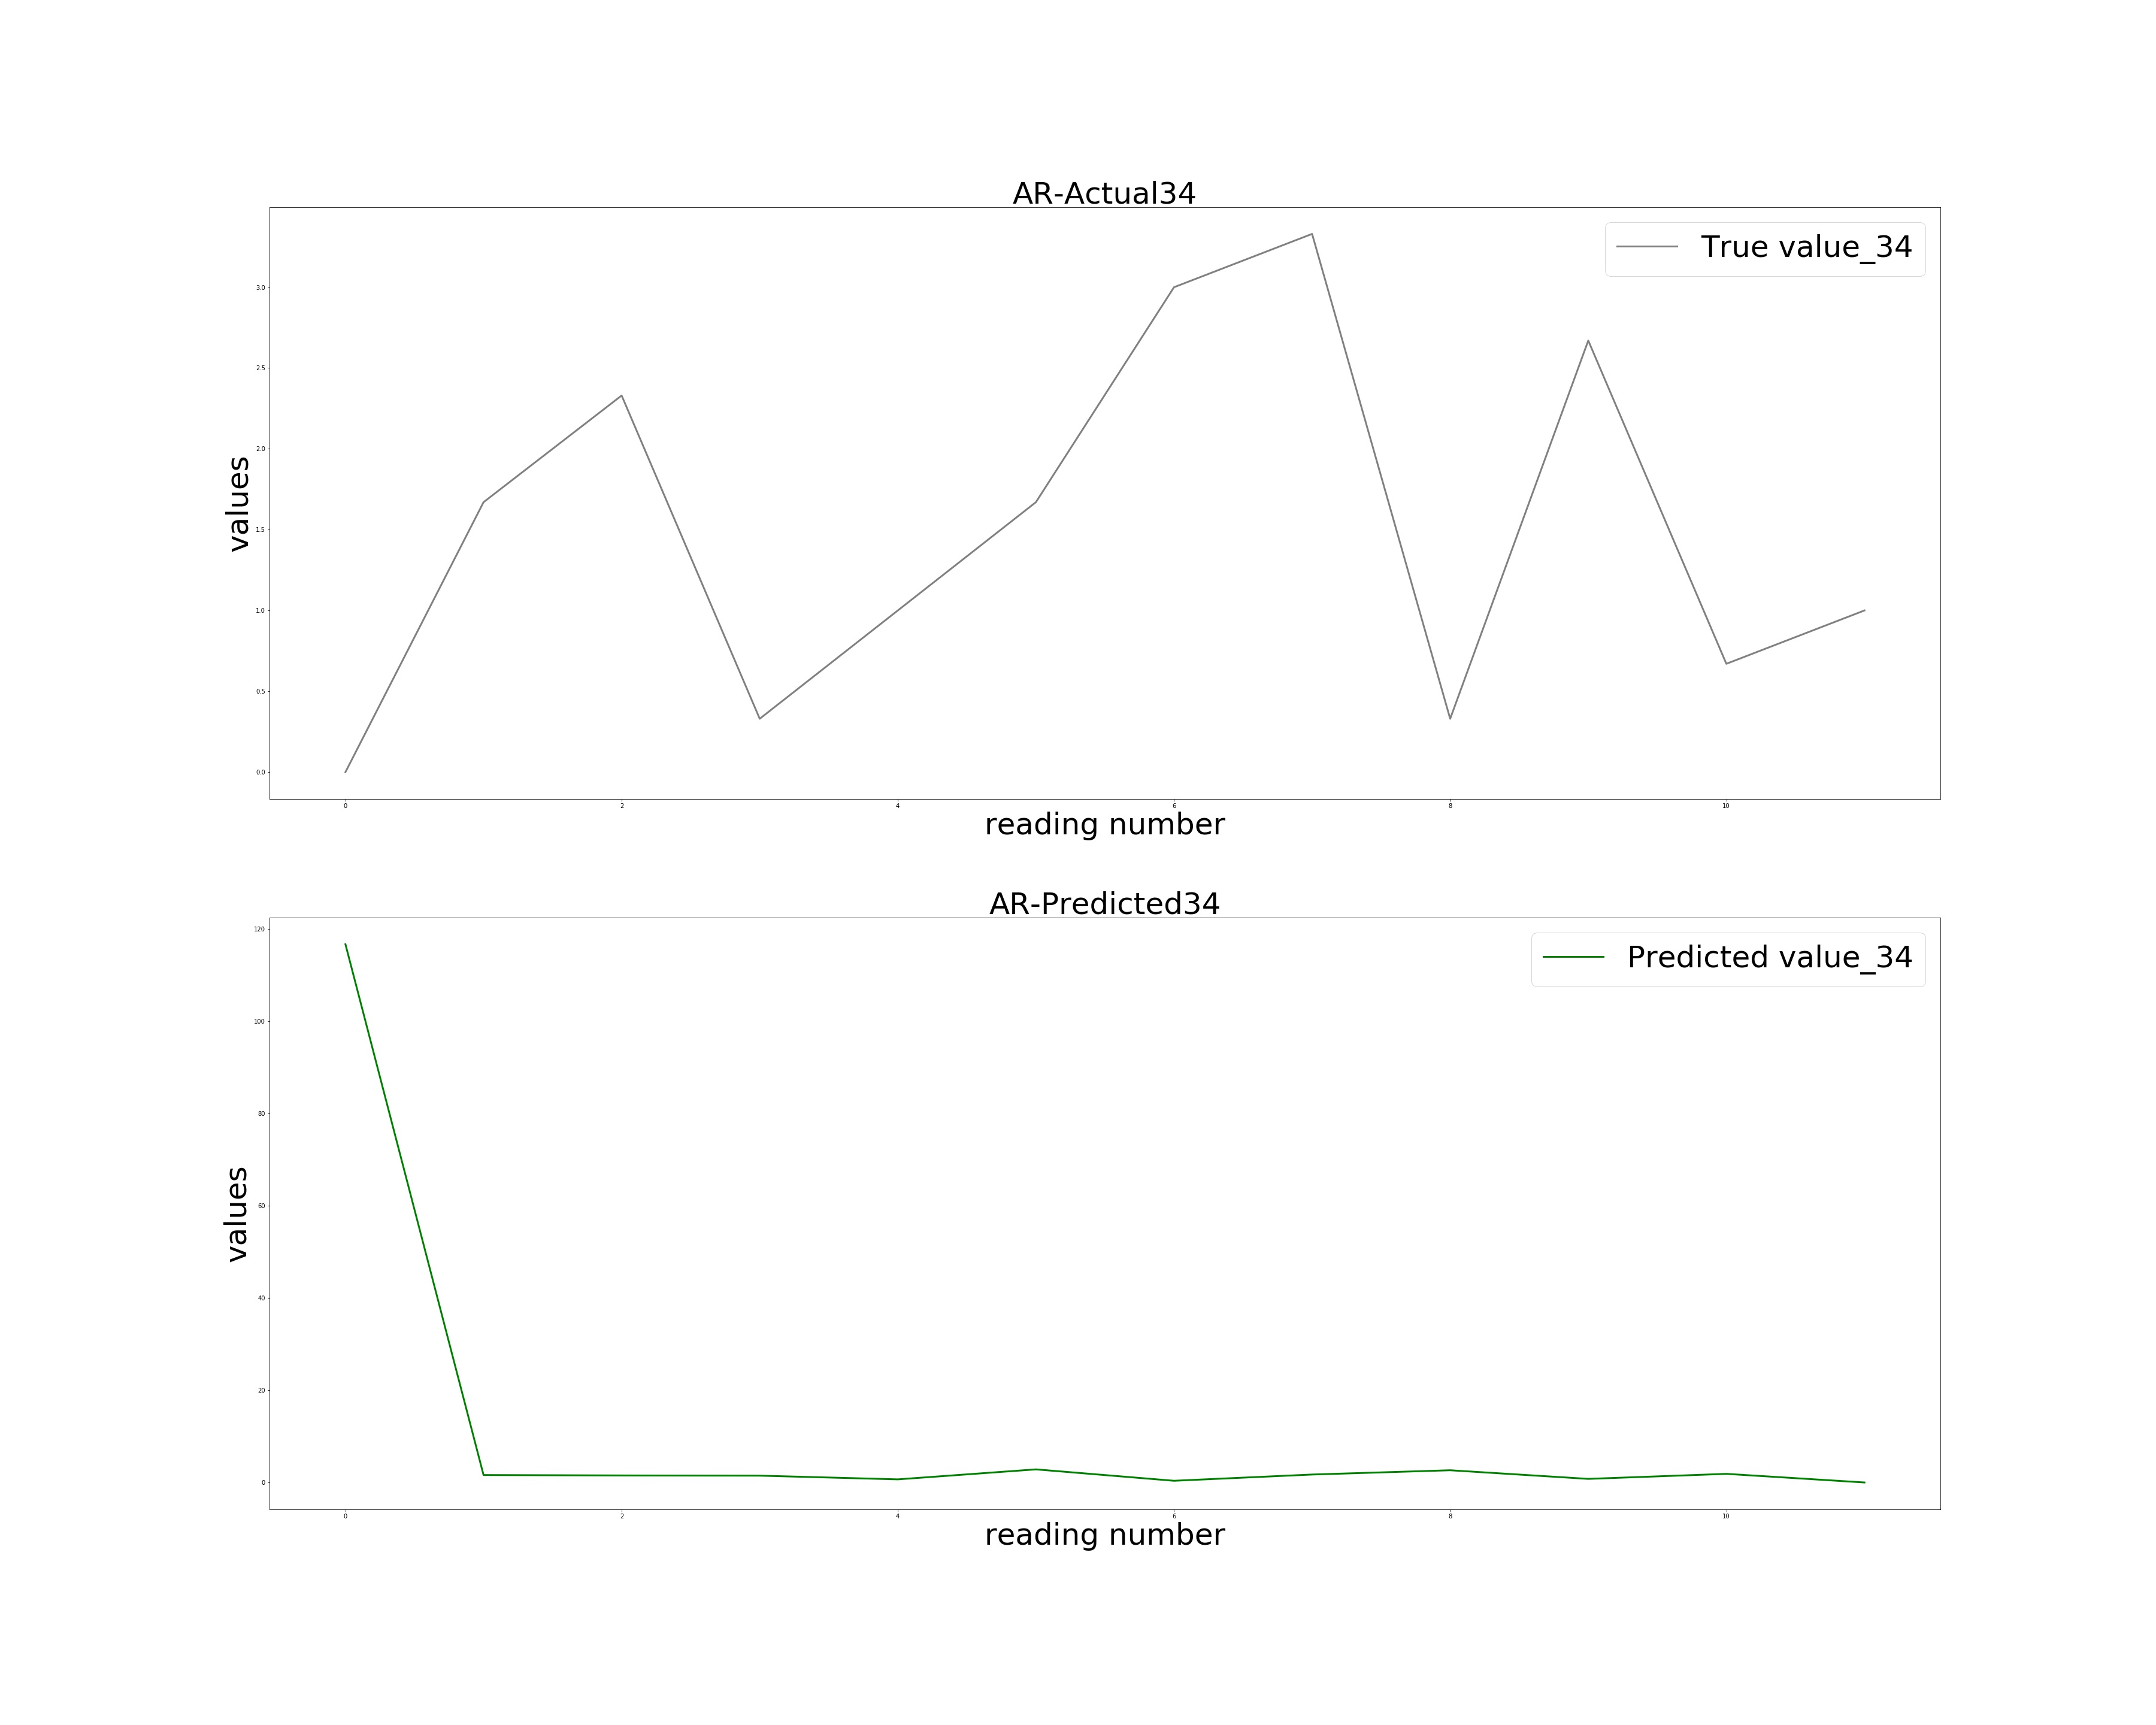 AR-Actual34
True value_34
values
3.0
2.5
2.0
1.5
1.0
0.5
0.0
0 2 4 6 8 10
reading number
AR-Predicted34
Predicted value_34
values
120
100
80
60
40
20
0
0 2 4 6 8 10
reading number